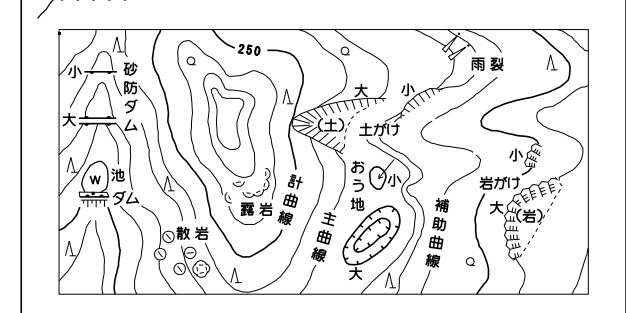 250
小
砂防ダム
大
W
池
ダム
散岩
露岩
計曲線
主曲線
大
(土)
土がけ
小
雨裂
おう地
小
大
補助曲線
小
岩がけ
大
(岩)